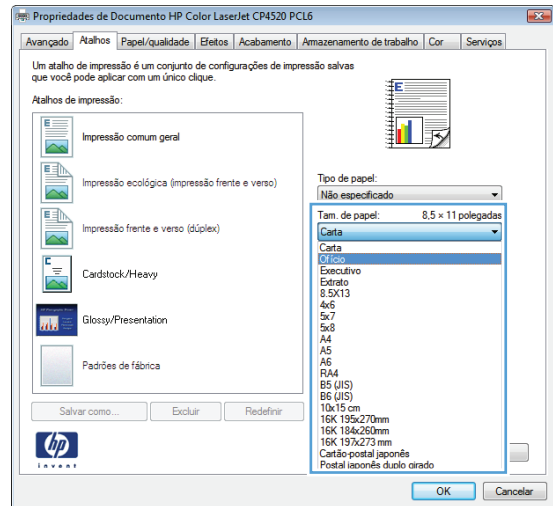 Propriedades de Documento HP Color LaserJet CP4520 PCL6
Avançado Atalhos Papel/qualidade Efeitos Acabamento Armazenamento de trabalho Cor Serviços
Um atalho de impressão é um conjunto de configurações de impressão salvas
que você pode aplicar com um único clique.
Atalhos de impressão:
Impressão comum geral
Impressão ecológica (impressão frente e verso)
Impressão frente e verso (dúplex)
Cardstock/Heavy
Glossy/Presentation
Padrões de fábrica
Salvar como... Excluir Redefinir
hp
invent
Tipo de papel:
Não especificado
Tam. de papel: 8,5 × 11 polegadas
Carta
Carta
Ofício
Executivo
Extrato
8.5X13
4x6
5x7
5x8
A4
A5
A6
RA4
B5 (JIS)
B6 (JIS)
10x15 cm
16K 195x270mm
16K 184x260mm
16K 197x273 mm
Cartão-postal japonês
Postal japonês duplo girado
OK Cancelar